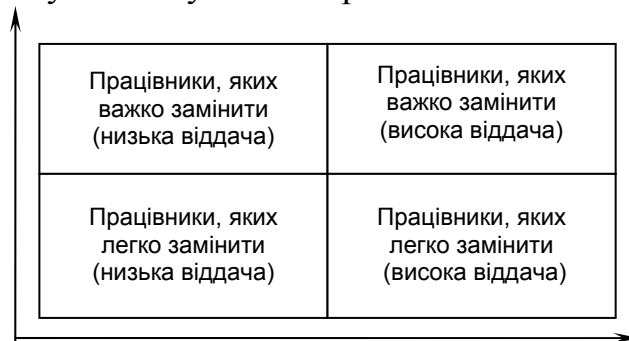 Працівники, яких
важко замінити
(низька віддача)
Працівники, яких
важко замінити
(висока віддача)
Працівники, яких
легко замінити
(низька віддача)
Працівники, яких
легко замінити
(висока віддача)